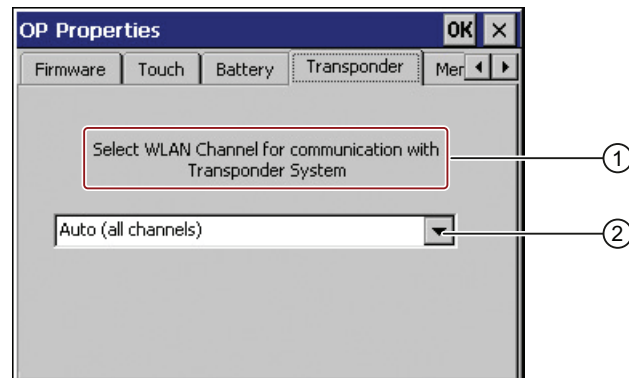 OP Properties OK ×
Firmware Touch Battery Transponder Mer
Select WLAN Channel for communication with
Transponder System
1
Auto (all channels)
2